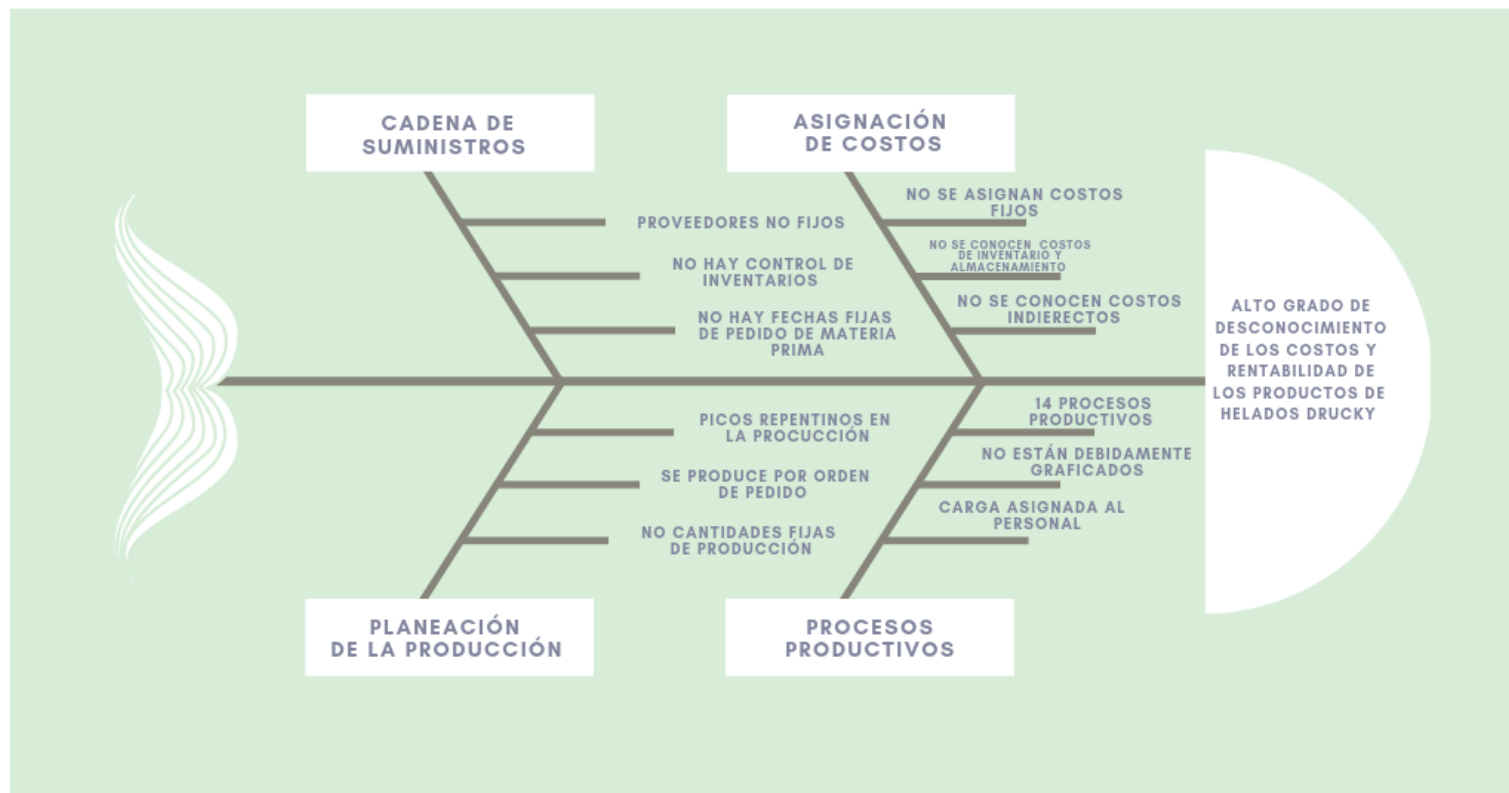 CADENA DE
SUMINISTROS
ASIGNACIÓN
DE COSTOS
PROVEEDORES NO FIJOS
NO HAY CONTROL DE
INVENTARIOS
NO HAY FECHAS FIJAS
DE PEDIDO DE MATERIA
PRIMA
NO SE ASIGNAN COSTOS
FIJOS
NO SE CONOCEN COSTOS
DE INVENTARIO Y
ALMACENAMIENTO
NO SE CONOCEN COSTOS
INDIERECTOS
ALTO GRADO DE
DESCONOCIMIENTO
DE LOS COSTOS Y
RENTABILIDAD DE
LOS PRODUCTOS DE
HELADOS DRUCKY
PICOS REPENTINOS EN
LA PROCUCCIÓN
SE PRODUCE POR ORDEN
DE PEDIDO
NO CANTIDADES FIJAS
DE PRODUCCIÓN
14 PROCESOS
PRODUCTIVOS
NO ESTÁN DEBIDAMENTE
GRAFICADOS
CARGA ASIGNADA AL
PERSONAL
PLANEACIÓN
DE LA PRODUCCIÓN
PROCESOS
PRODUCTIVOS